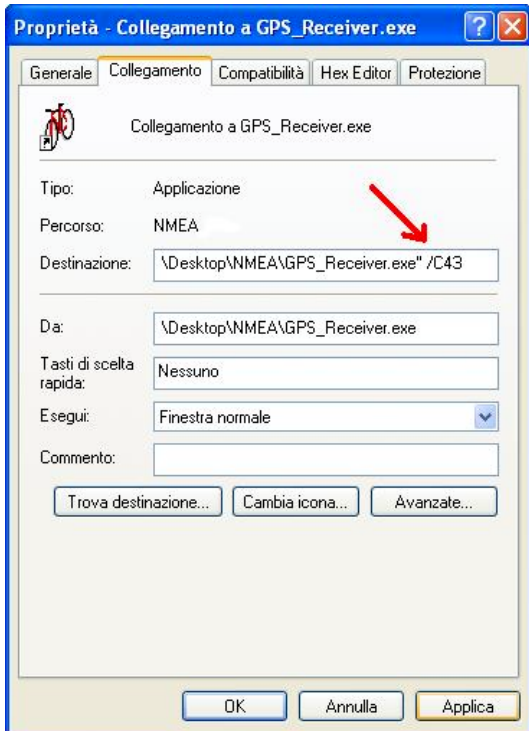 Proprietà - Collegamento a GPS_Receiver.exe
Generale Collegamento Compatibilità Hex Editor Protezione
Collegamento a GPS_Receiver.exe
Tipo: Applicazione
Percorso: NMEA
Destinazione: \Desktop\NMEA\GPS_Receiver.exe" /C43
Da: \Desktop\NMEA\GPS_Receiver.exe
Tasti di scelta
rapida: Nessuno
Esegui: Finestra normale
Commento:
Trova destinazione... Cambia icona... Avanzate...
OK Annulla Applica